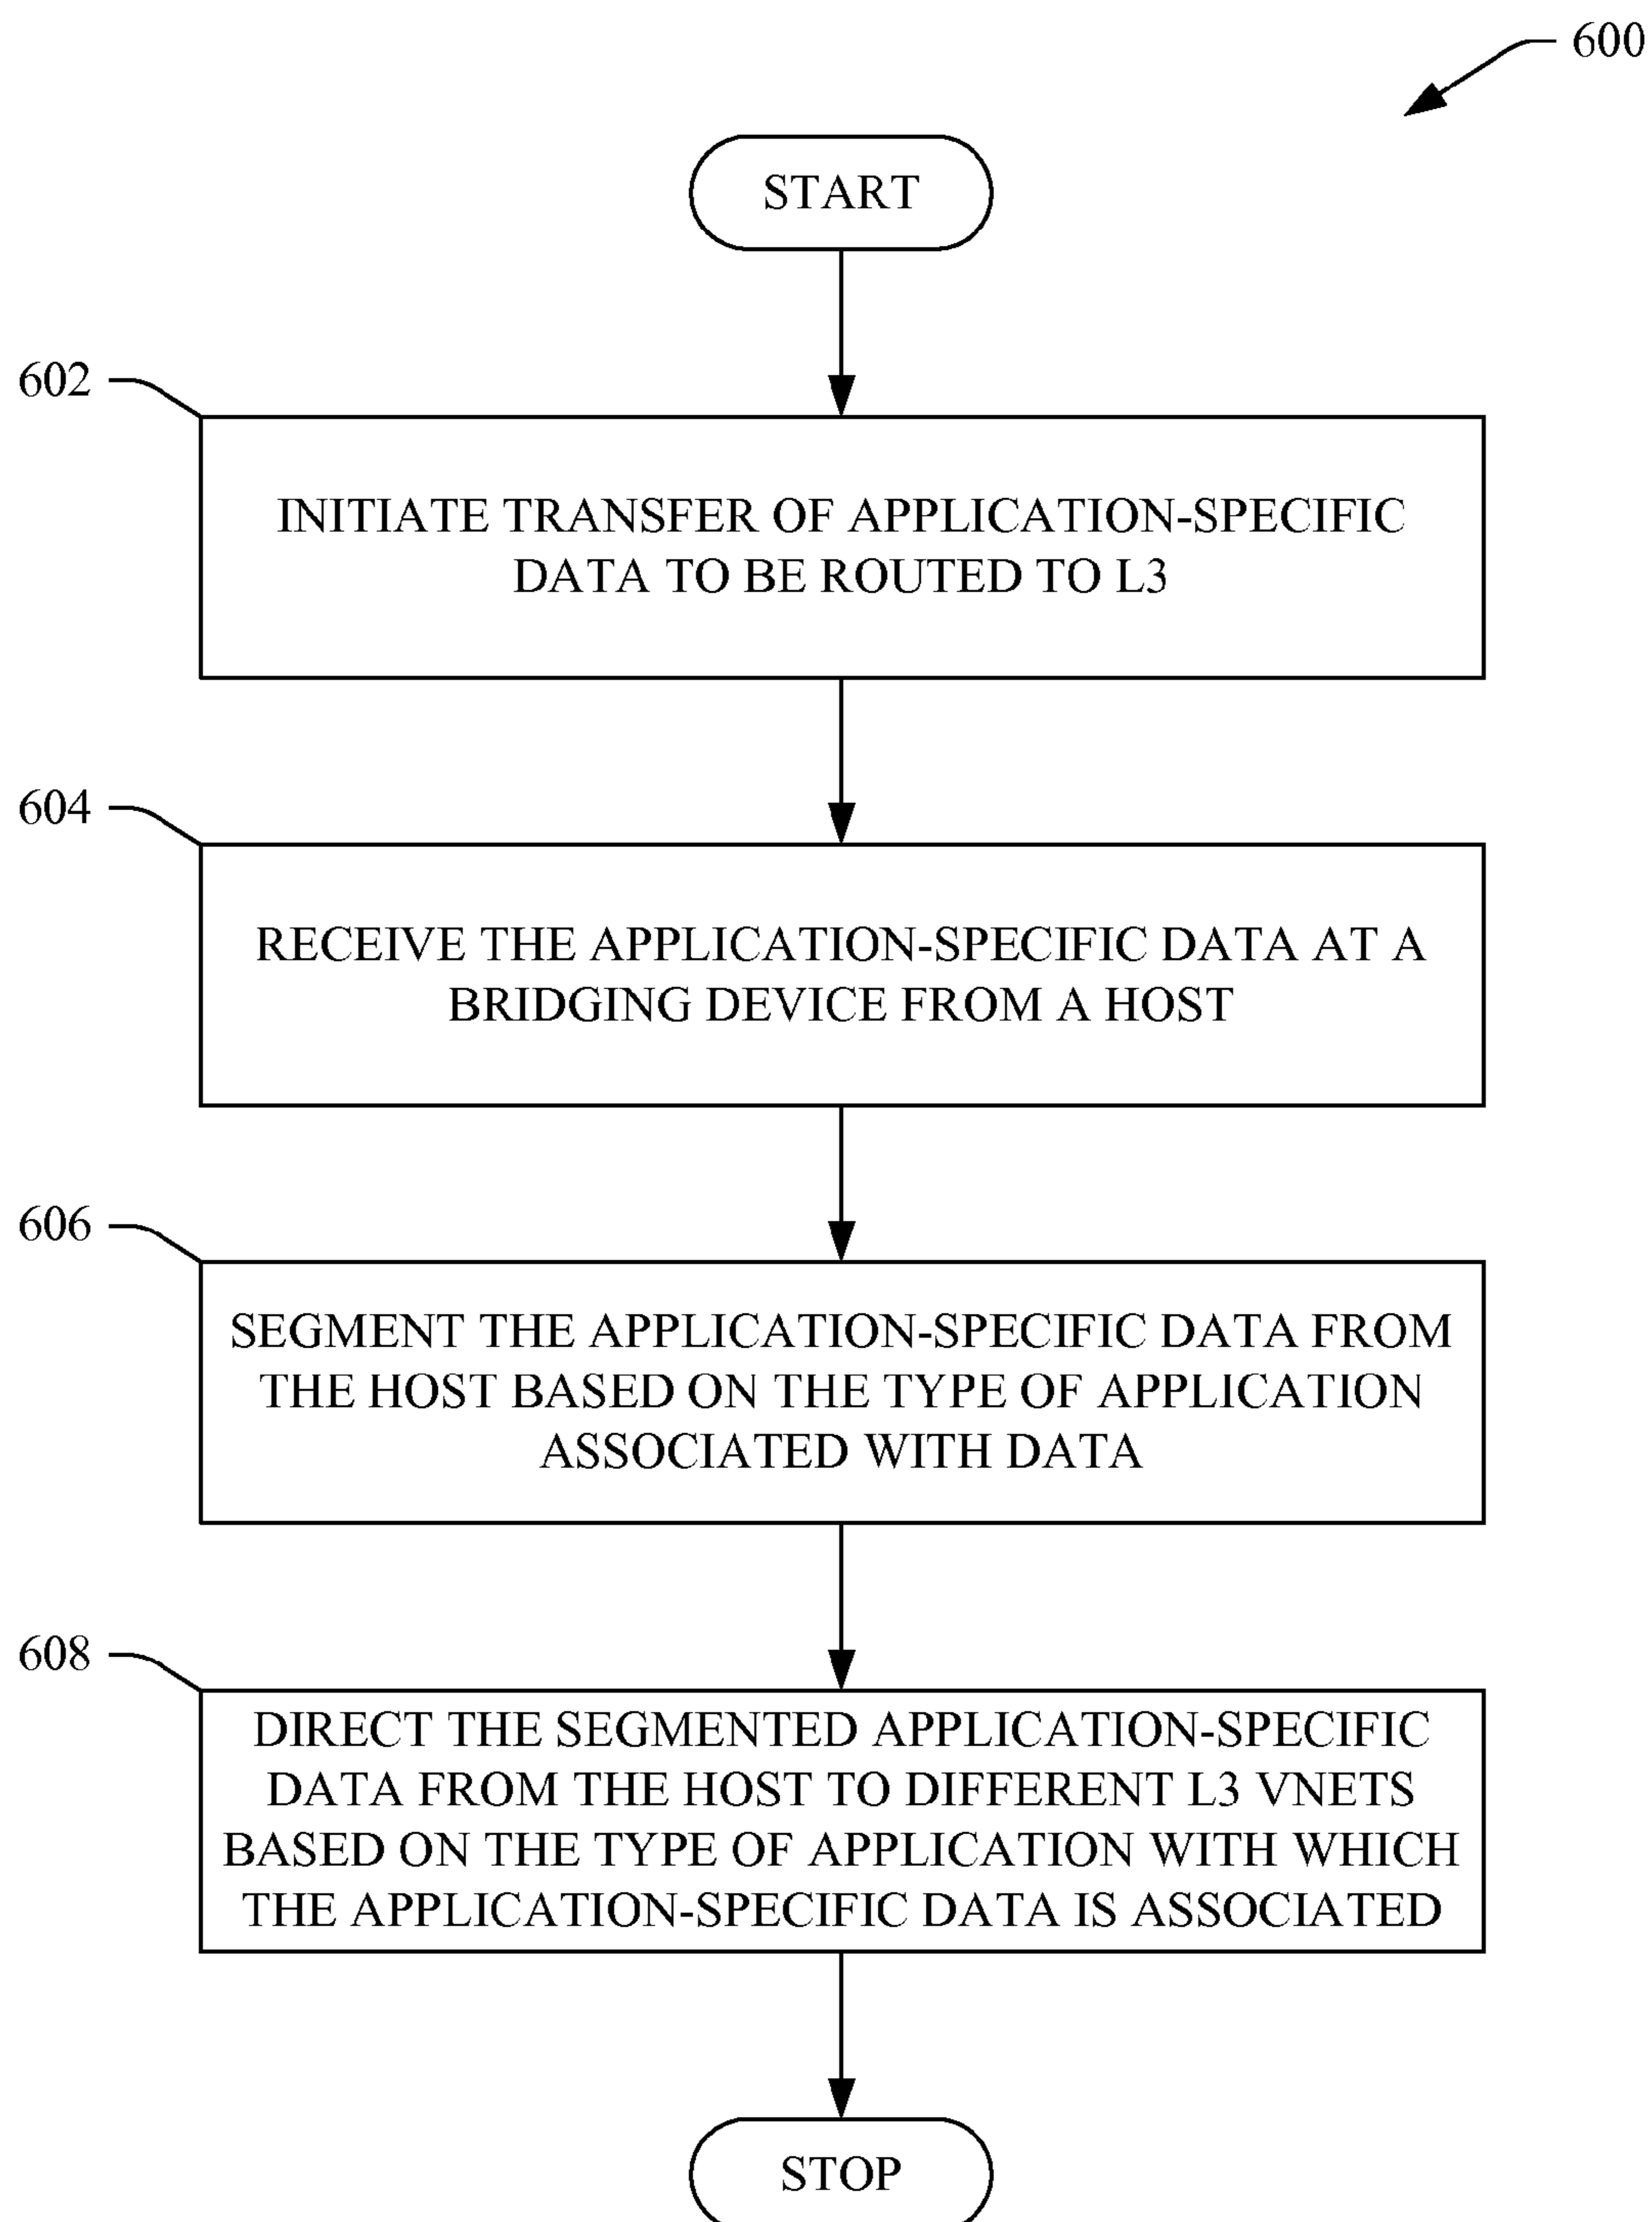 600
START
602
INITIATE TRANSFER OF APPLICATION-SPECIFIC
DATA TO BE ROUTED TO L3
604
RECEIVE THE APPLICATION-SPECIFIC DATA AT A
BRIDGING DEVICE FROM A HOST
606
SEGMENT THE APPLICATION-SPECIFIC DATA FROM
THE HOST BASED ON THE TYPE OF APPLICATION
ASSOCIATED WITH DATA
608
DIRECT THE SEGMENTED APPLICATION-SPECIFIC
DATA FROM THE HOST TO DIFFERENT L3 VNETS
BASED ON THE TYPE OF APPLICATION WITH WHICH
THE APPLICATION-SPECIFIC DATA IS ASSOCIATED
STOP